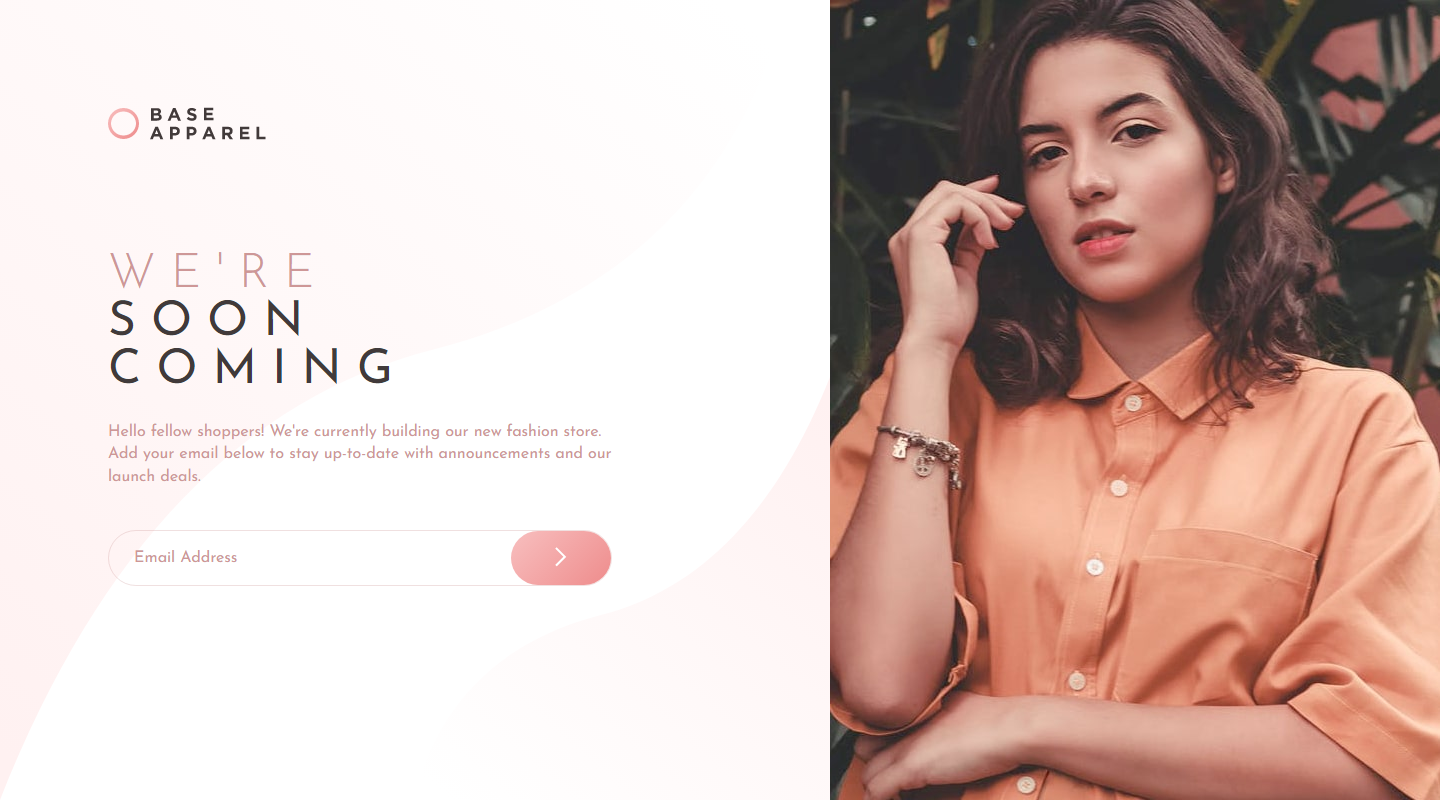 BASE
APPAREL
WE'RE
SOON
COMING
Hello fellow shoppers! We're currently building our new fashion store.
Add your email below to stay up-to-date with announcements and our
launch deals.
Email Address